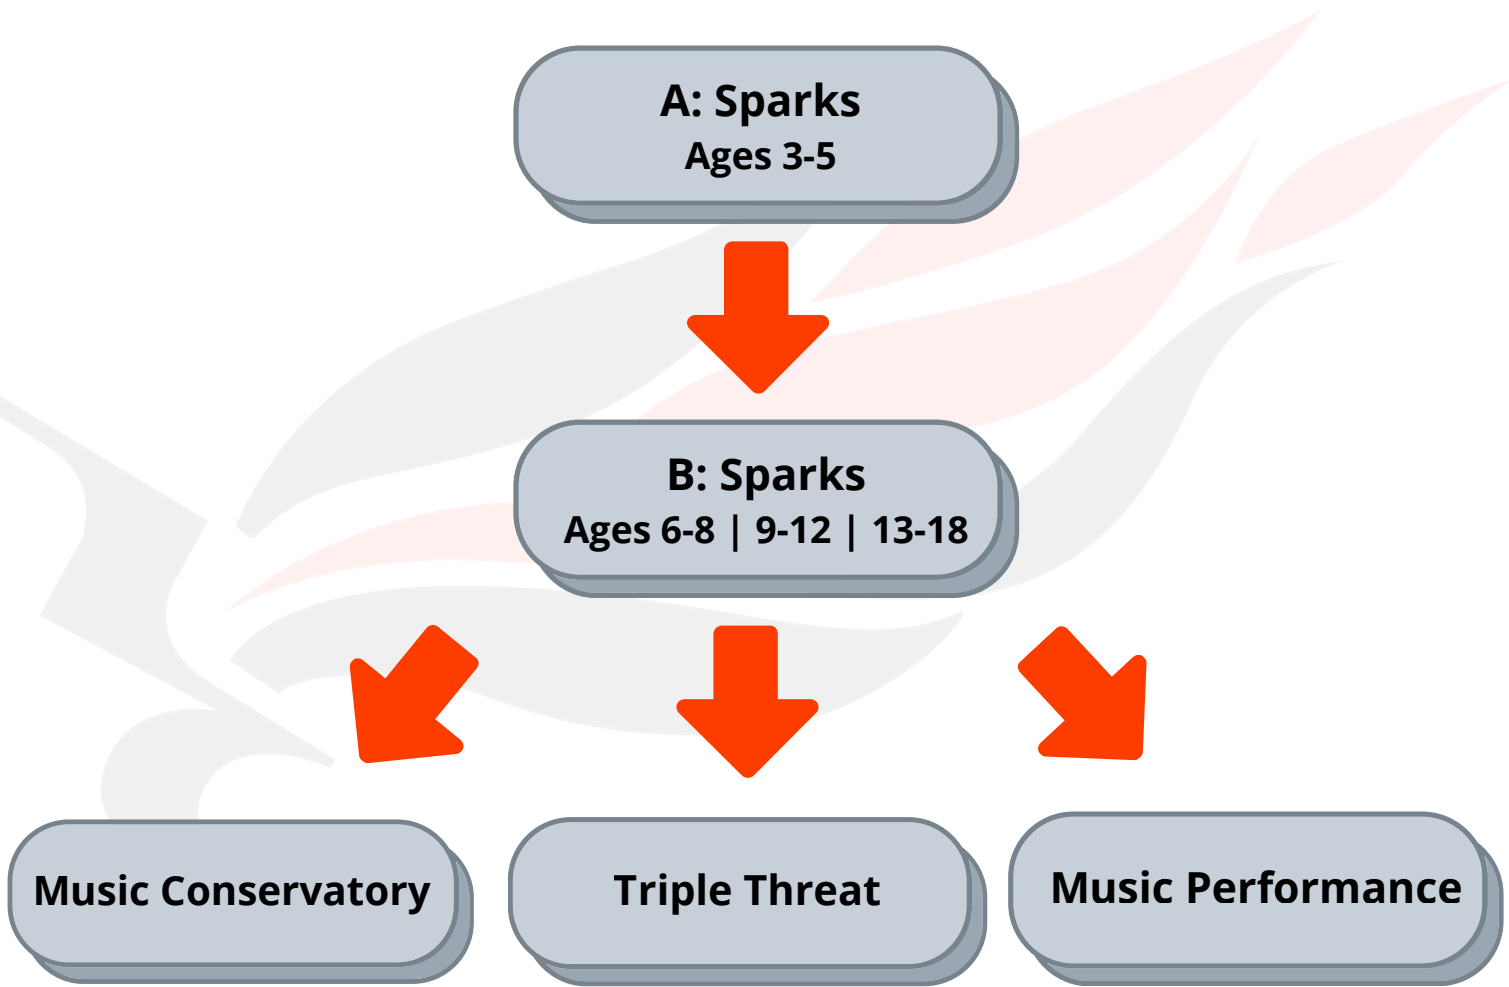 A: Sparks
Ages 3-5
B: Sparks
Ages 6-8 | 9-12 | 13-18
Music Conservatory
Triple Threat
Music Performance